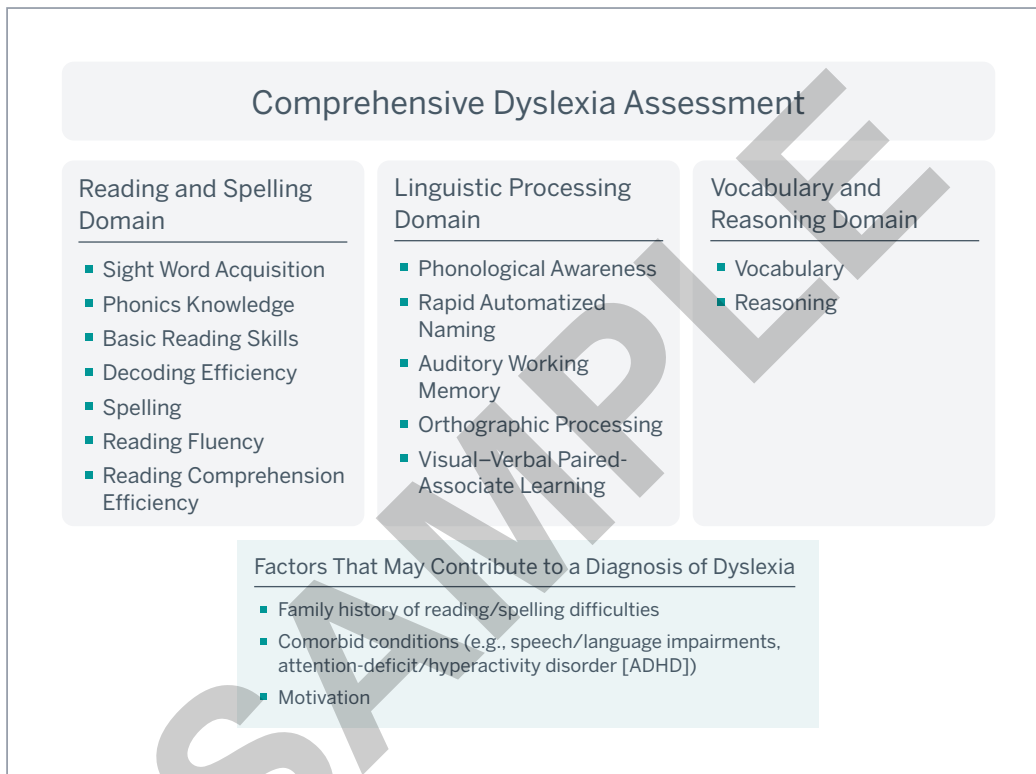 Comprehensive Dyslexia Assessment
Reading and Spelling
Domain
Sight Word Acquisition
Phonics Knowledge
Basic Reading Skills
Decoding Efficiency
Spelling
Reading Fluency
Reading Comprehension
Efficiency
Linguistic Processing
Domain
Phonological Awareness
Rapid Automatized
Naming
Auditory Working
Memory
Orthographic Processing
Visual–Verbal Paired-
Associate Learning
Vocabulary and
Reasoning Domain
Vocabulary
Reasoning
Factors That May Contribute to a Diagnosis of Dyslexia
Family history of reading/spelling difficulties
Comorbid conditions (e.g., speech/language impairments,
attention-deficit/hyperactivity disorder [ADHD])
Motivation
SAMPLE